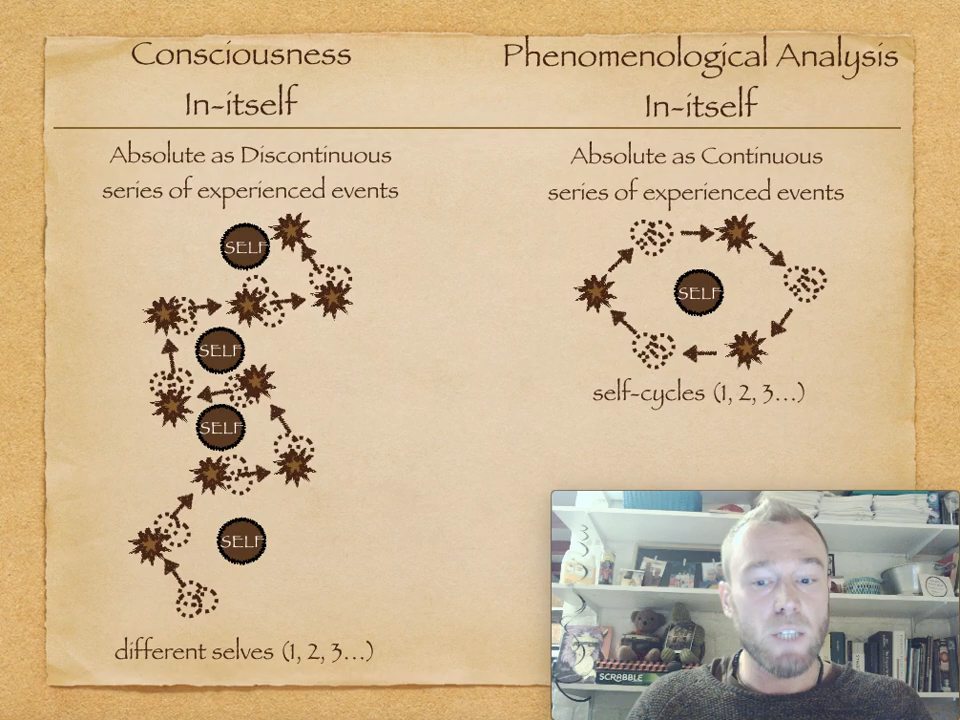 Consciousness
In-itself
Absolute as Discontinuous
series of experienced events
SELF
SELF
SELF
SELF
different selves (1, 2, 3...)
Phenomenological Analysis
In-itself
Absolute as Continuous
series of experienced events
SELF
self-cycles (1, 2, 3...)
SCRABBLE